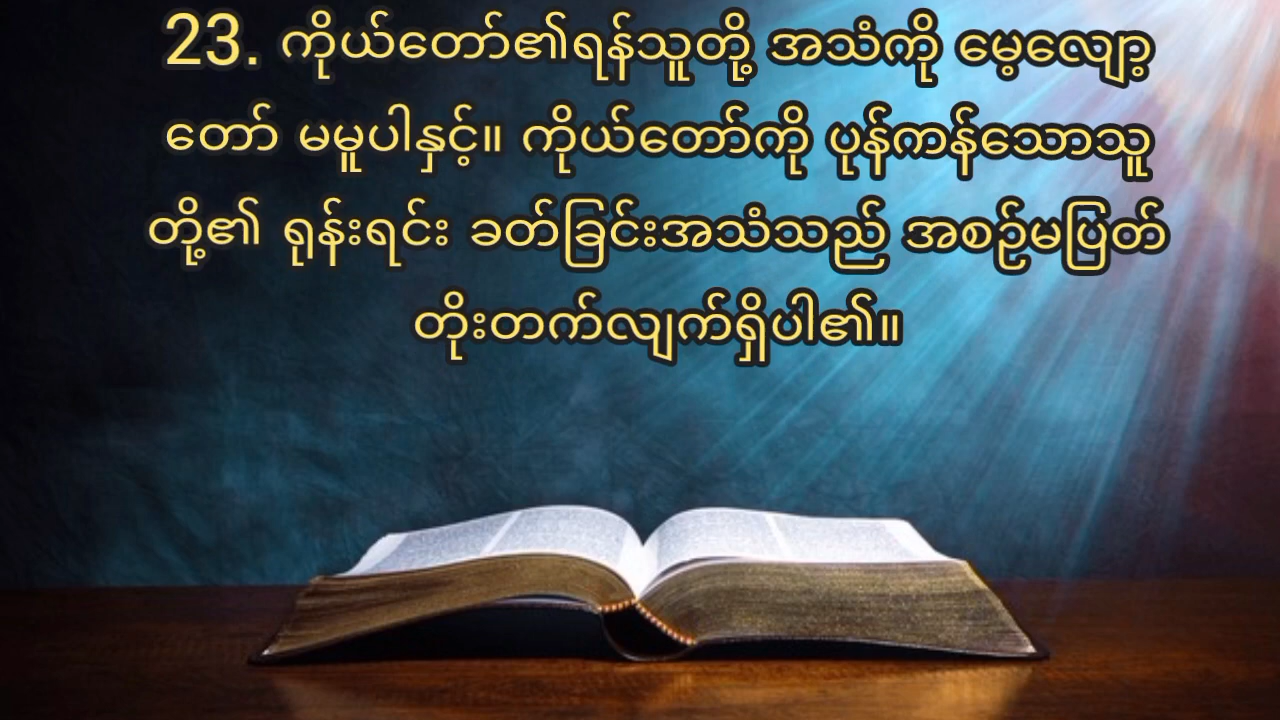 23. ကိုယ်တော်၏ရန်သူတို့ အသံကို မေ့လျော့
တော် မမူပါနှင့်။ ကိုယ်တော်ကို ပုန်ကန်သောသူ
တို့၏ ရုန်းရင်း ခတ်ခြင်းအသံသည် အစဉ်မပြတ်
တိုးတက်လျက်ရှိပါ၏။